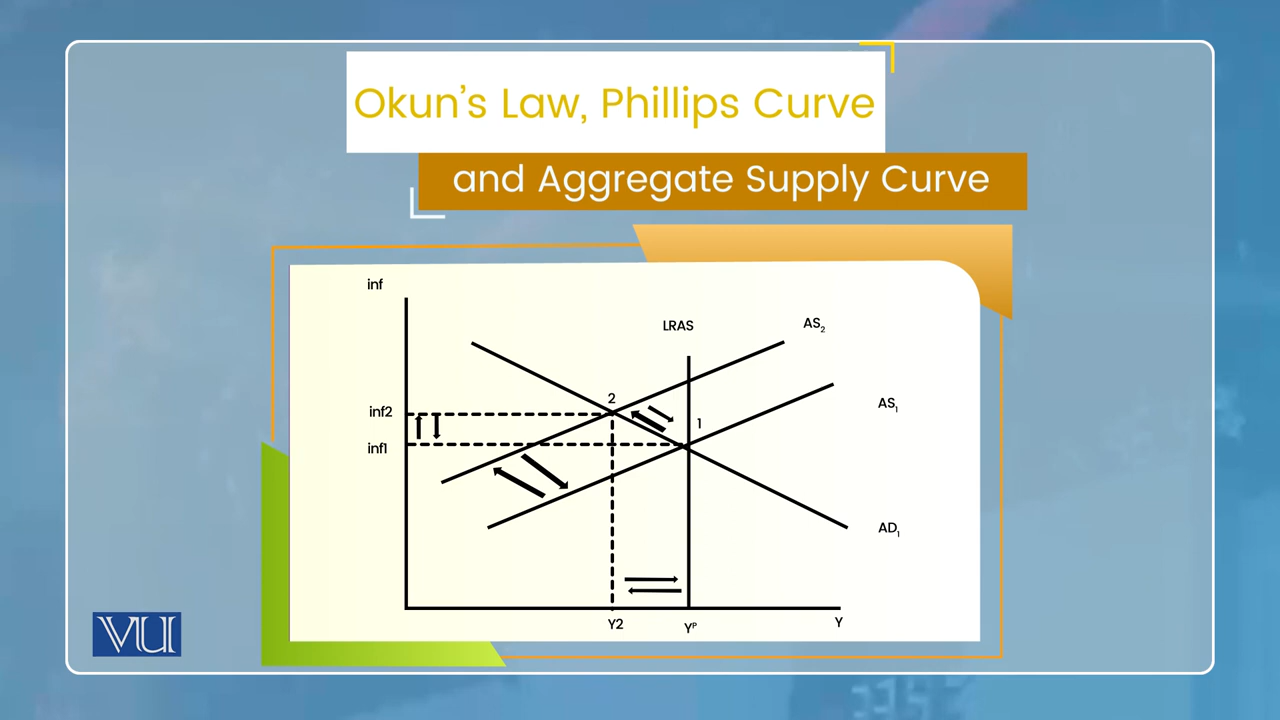 Okun's Law, Phillips Curve
and Aggregate Supply Curve
inf
LRAS
AS₂
2
inf2
AS₁
1
inf1
AD₁
Y2
Yᵖ
Y
VU